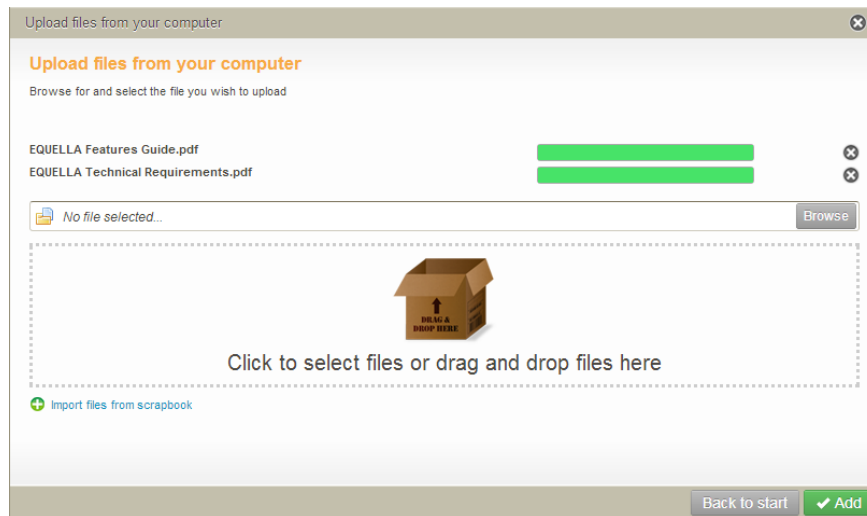 Upload files from your computer
Upload files from your computer
Browse for and select the file you wish to upload
EQUELLA Features Guide.pdf
EQUELLA Technical Requirements.pdf
No file selected...
Browse
DRAG &
DROP HERE
Click to select files or drag and drop files here
Import files from scrapbook
Back to start
Add